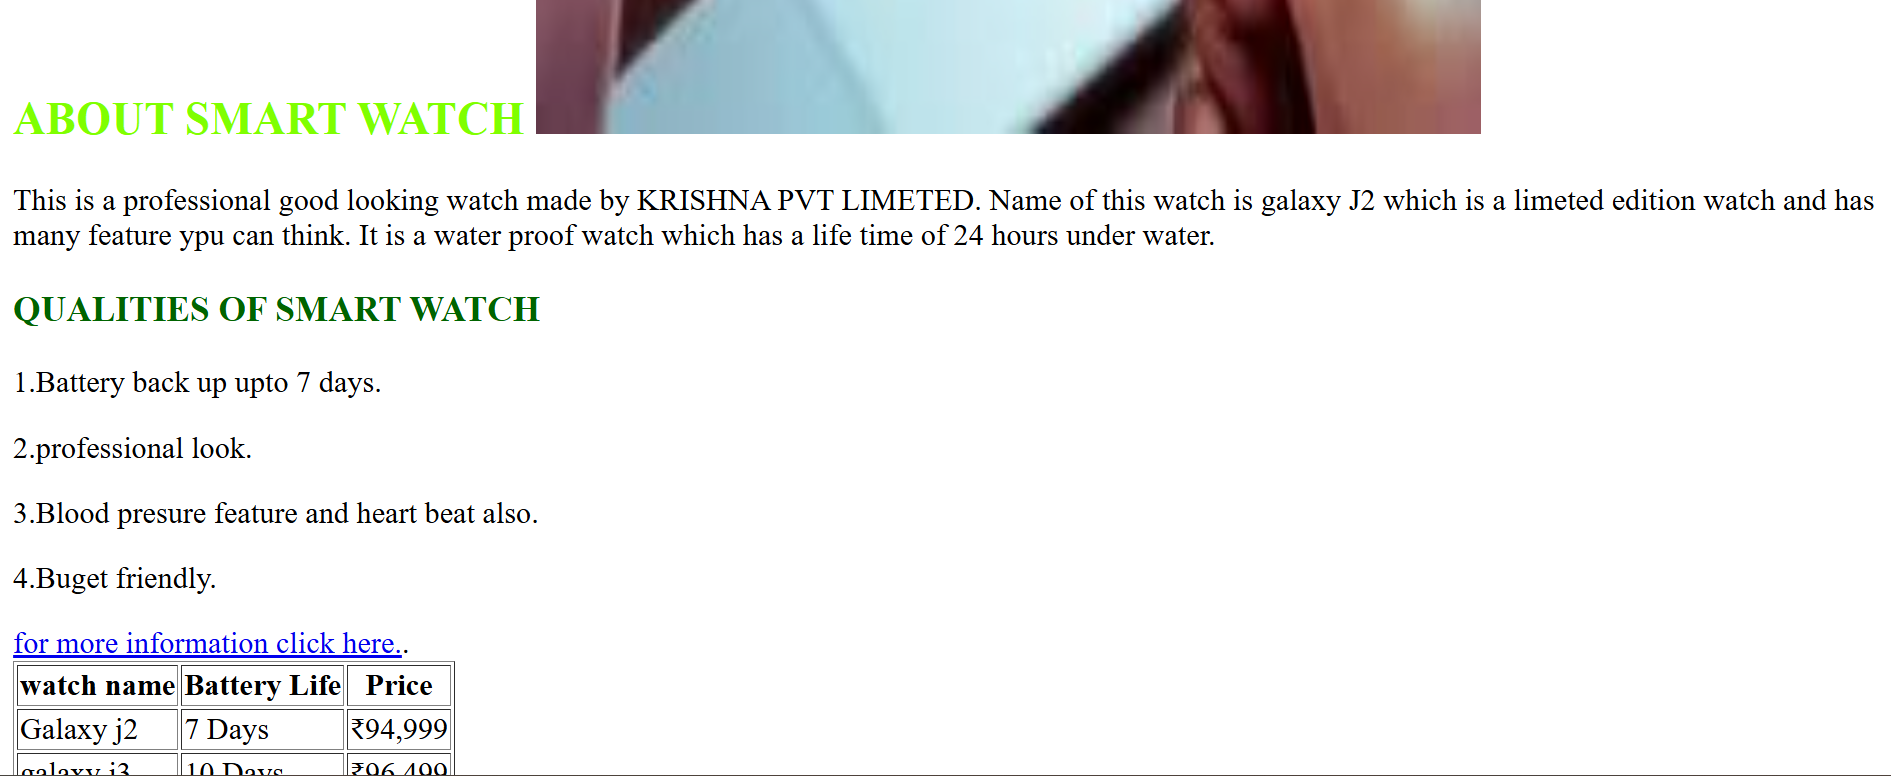 ABOUT SMART WATCH
This is a professional good looking watch made by KRISHNA PVT LIMETED. Name of this watch is galaxy J2 which is a limeted edition watch and has
many feature ypu can think. It is a water proof watch which has a life time of 24 hours under water.
QUALITIES OF SMART WATCH
1.Battery back up upto 7 days.
2.professional look.
3.Blood presure feature and heart beat also.
4.Buget friendly.
for more information click here..
watch name Battery Life Price
Galaxy j2 7 Days ₹94,999
galaxy j3 10 Days ₹96,499